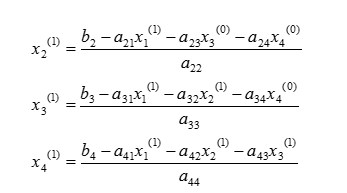 x₂⁽¹⁾ = (b₂ − a₂₁x₁⁽¹⁾ − a₂₃x₃⁽⁰⁾ − a₂₄x₄⁽⁰⁾) / a₂₂
x₃⁽¹⁾ = (b₃ − a₃₁x₁⁽¹⁾ − a₃₂x₂⁽¹⁾ − a₃₄x₄⁽⁰⁾) / a₃₃
x₄⁽¹⁾ = (b₄ − a₄₁x₁⁽¹⁾ − a₄₂x₂⁽¹⁾ − a₄₃x₃⁽¹⁾) / a₄₄